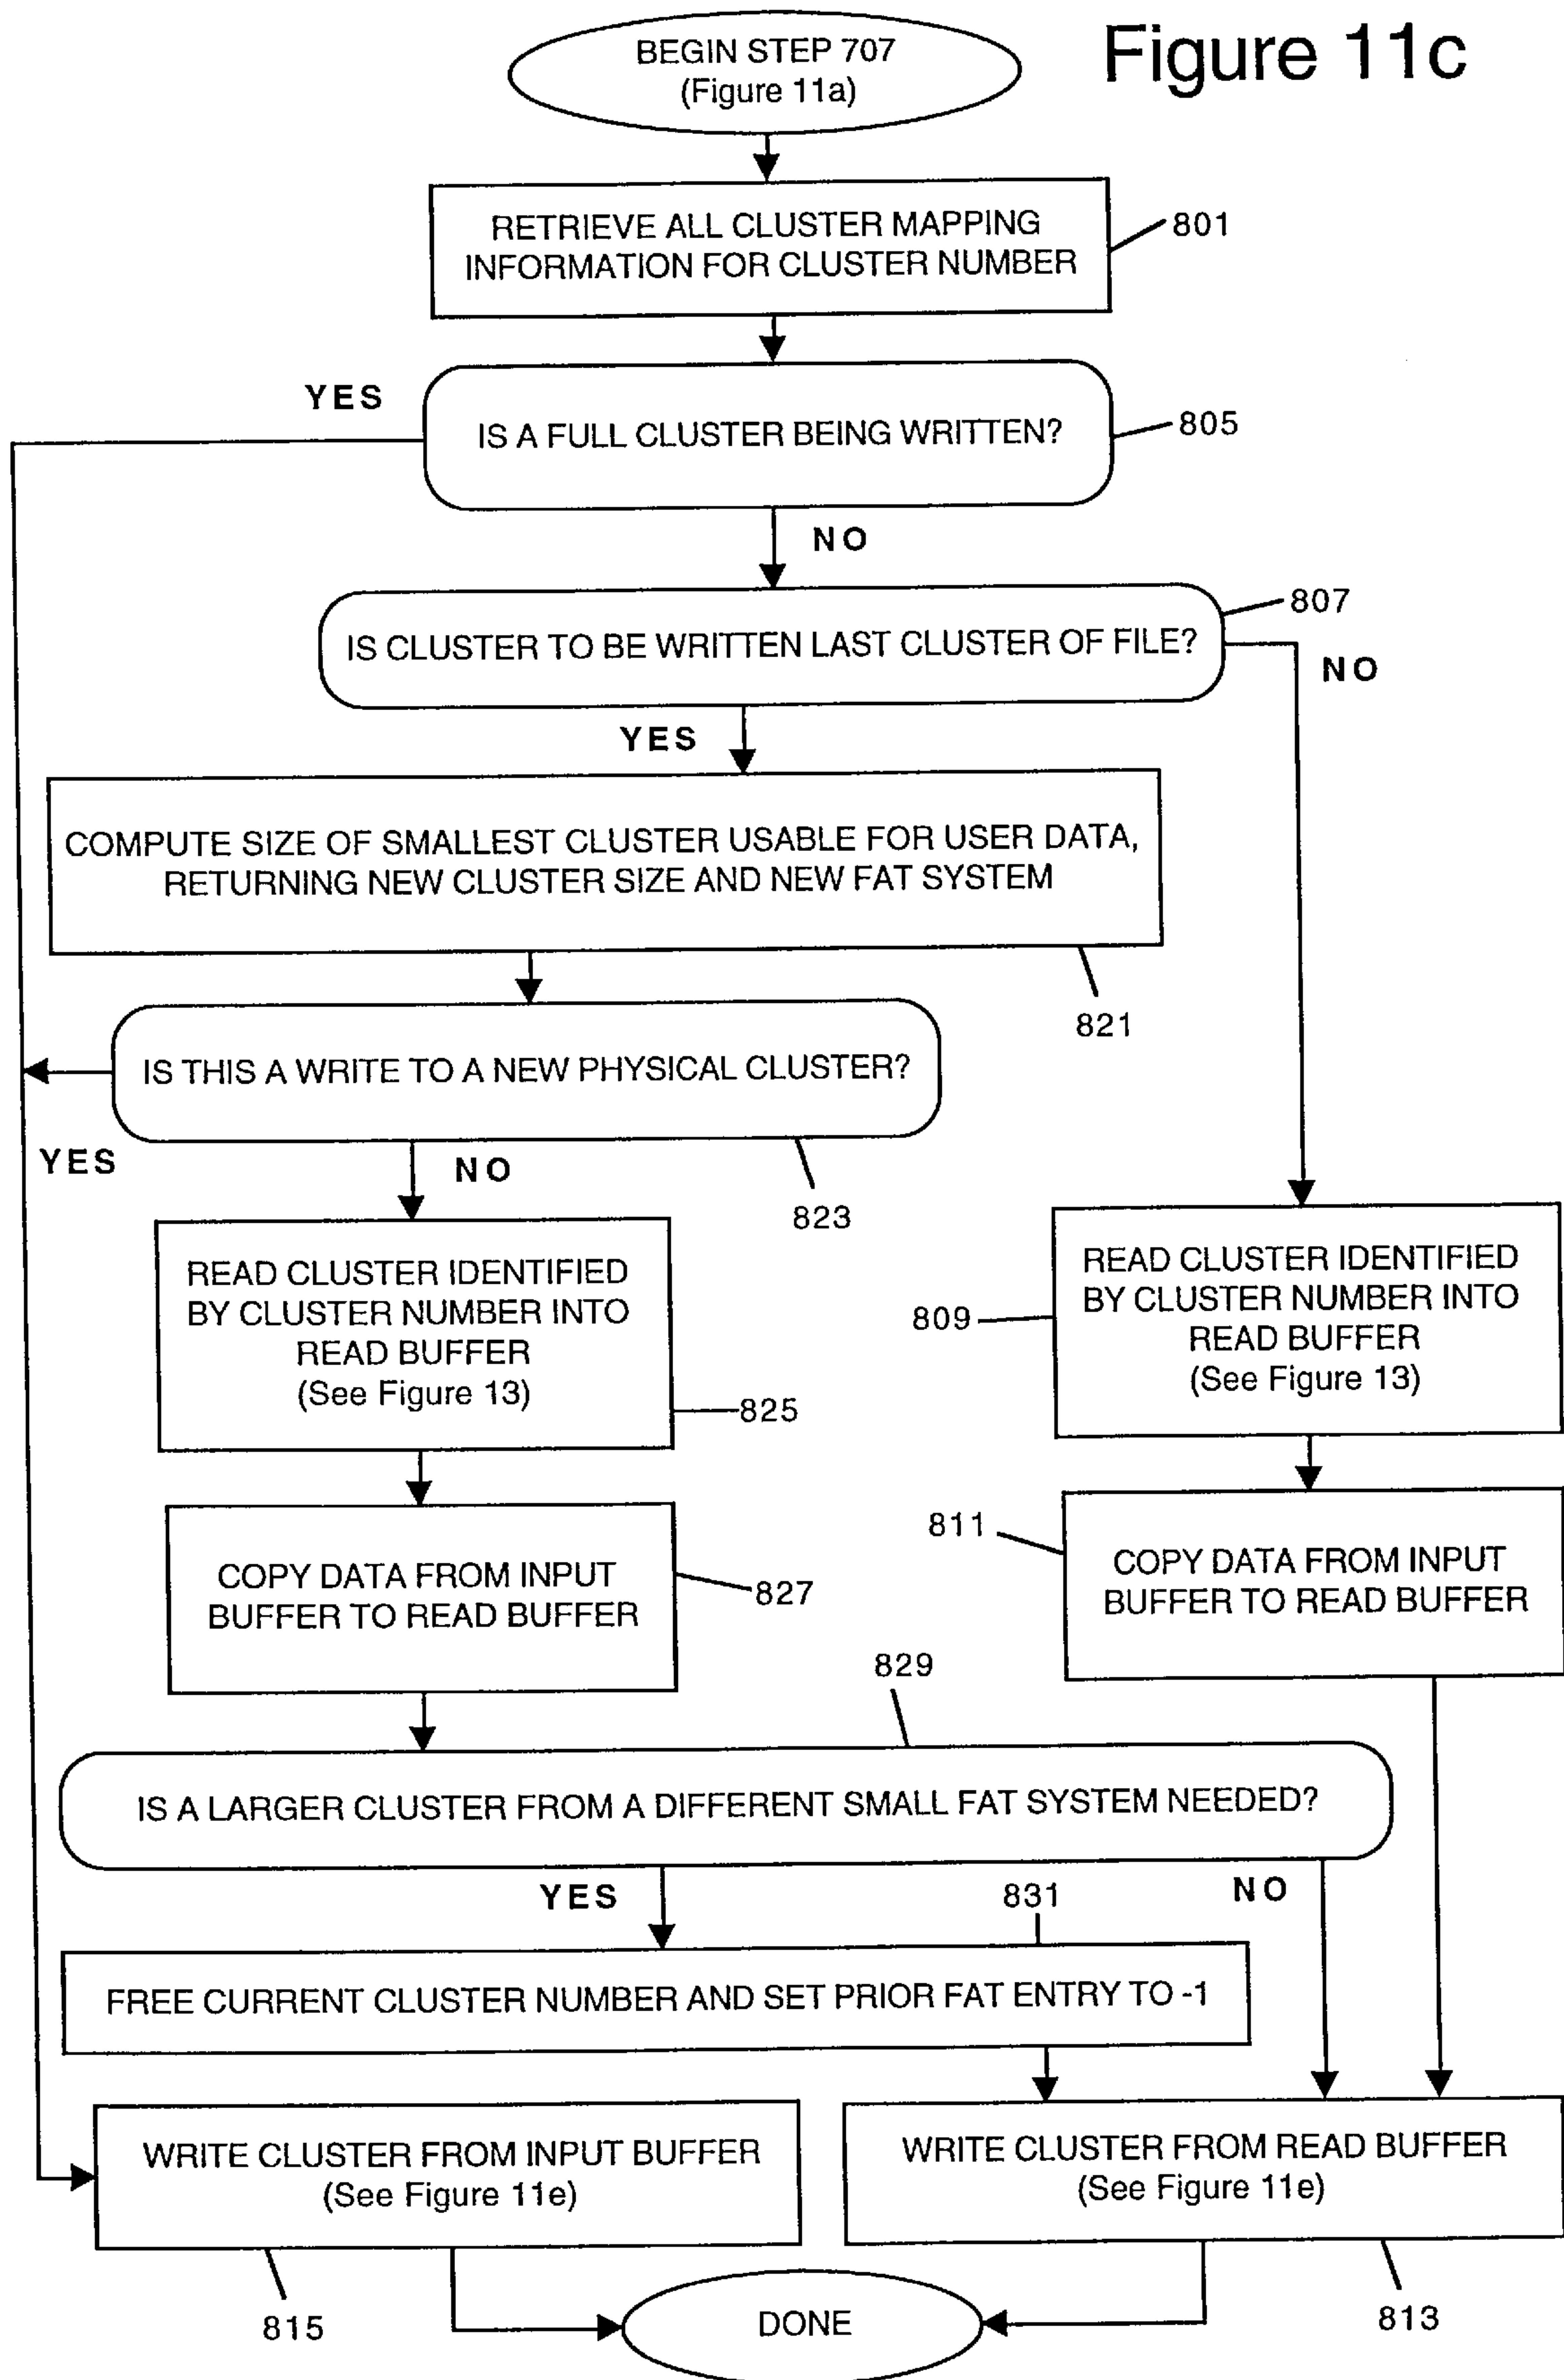 Figure 11c
BEGIN STEP 707
(Figure 11a)
RETRIEVE ALL CLUSTER MAPPING
INFORMATION FOR CLUSTER NUMBER
801
YES
IS A FULL CLUSTER BEING WRITTEN?
805
NO
807
IS CLUSTER TO BE WRITTEN LAST CLUSTER OF FILE?
NO
YES
COMPUTE SIZE OF SMALLEST CLUSTER USABLE FOR USER DATA,
RETURNING NEW CLUSTER SIZE AND NEW FAT SYSTEM
821
IS THIS A WRITE TO A NEW PHYSICAL CLUSTER?
YES
NO
823
READ CLUSTER IDENTIFIED
BY CLUSTER NUMBER INTO
READ BUFFER
(See Figure 13)
825
READ CLUSTER IDENTIFIED
BY CLUSTER NUMBER INTO
READ BUFFER
(See Figure 13)
809
COPY DATA FROM INPUT
BUFFER TO READ BUFFER
827
811
COPY DATA FROM INPUT
BUFFER TO READ BUFFER
829
IS A LARGER CLUSTER FROM A DIFFERENT SMALL FAT SYSTEM NEEDED?
YES
831
NO
FREE CURRENT CLUSTER NUMBER AND SET PRIOR FAT ENTRY TO -1
WRITE CLUSTER FROM INPUT BUFFER
(See Figure 11e)
WRITE CLUSTER FROM READ BUFFER
(See Figure 11e)
815
DONE
813